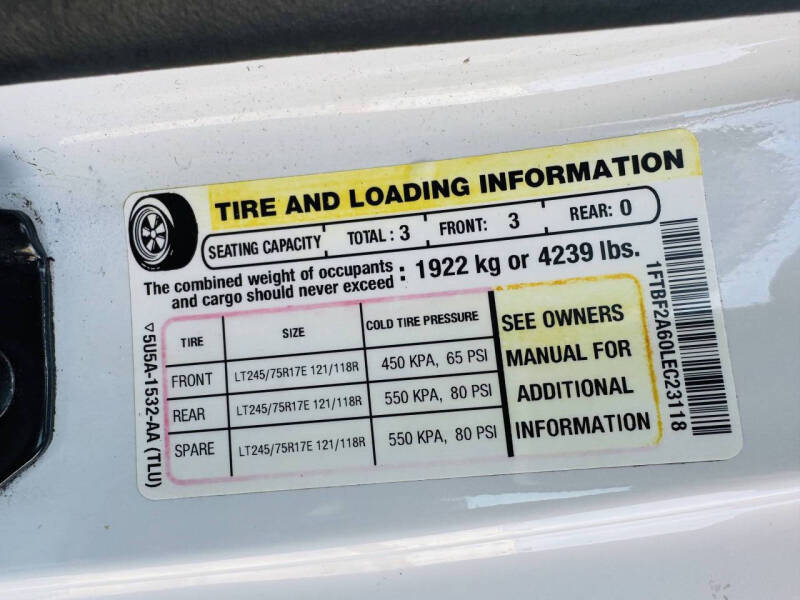 TIRE AND LOADING INFORMATION
SEATING CAPACITY TOTAL : 3 FRONT: 3 REAR: 0
The combined weight of occupants
and cargo should never exceed : 1922 kg or 4239 lbs.
TIRE SIZE COLD TIRE PRESSURE
FRONT LT245/75R17E 121/118R 450 KPA, 65 PSI
REAR LT245/75R17E 121/118R 550 KPA, 80 PSI
SPARE LT245/75R17E 121/118R 550 KPA, 80 PSI
SEE OWNERS
MANUAL FOR
ADDITIONAL
INFORMATION
5U5A-1532-AA (TLU)
1FTBF2A60LEC23118